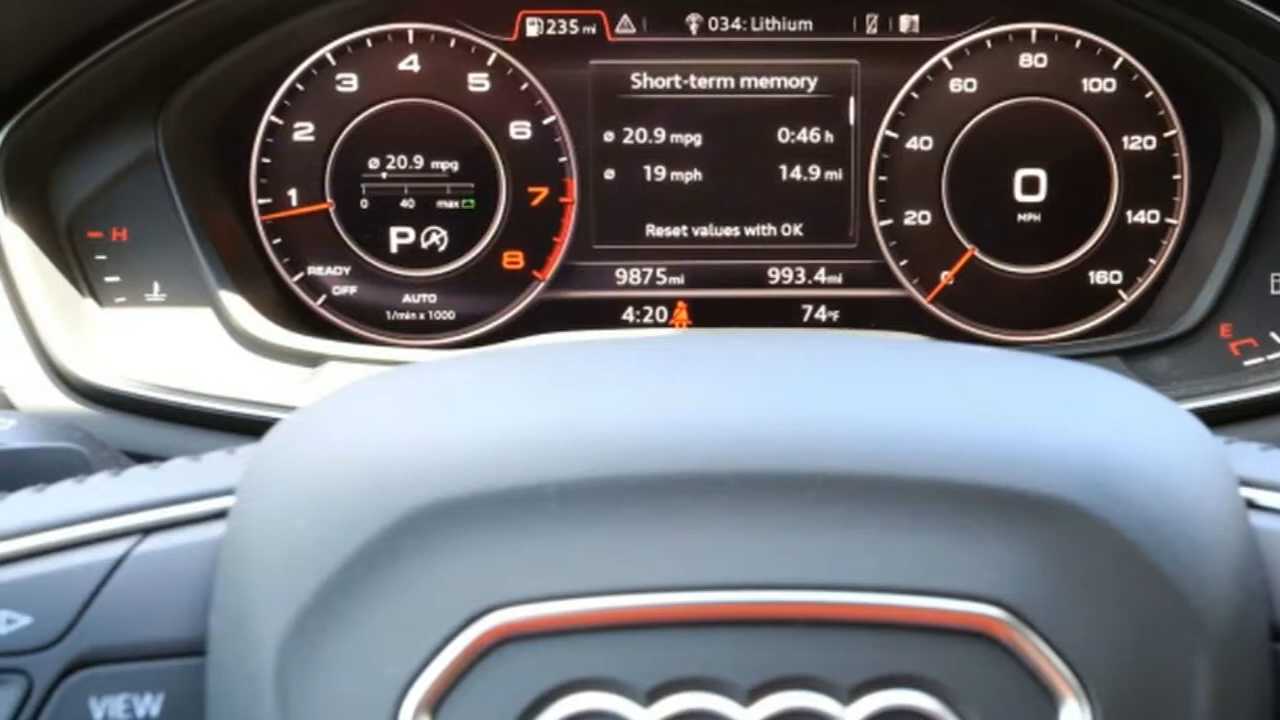 235 mi
034: Lithium
Short-term memory
ø 20.9 mpg 0:46 h
ø 19 mph 14.9 mi
Reset values with OK
9875 mi 993.4 mi
4:20 74°F
1 2 3 4 5 6 7 8
ø 20.9 mpg
0 40 max
P A
READY
OFF
AUTO
1/min x 1000
0 20 40 60 80 100 120 140 160
0
MPH
H
E
VIEW